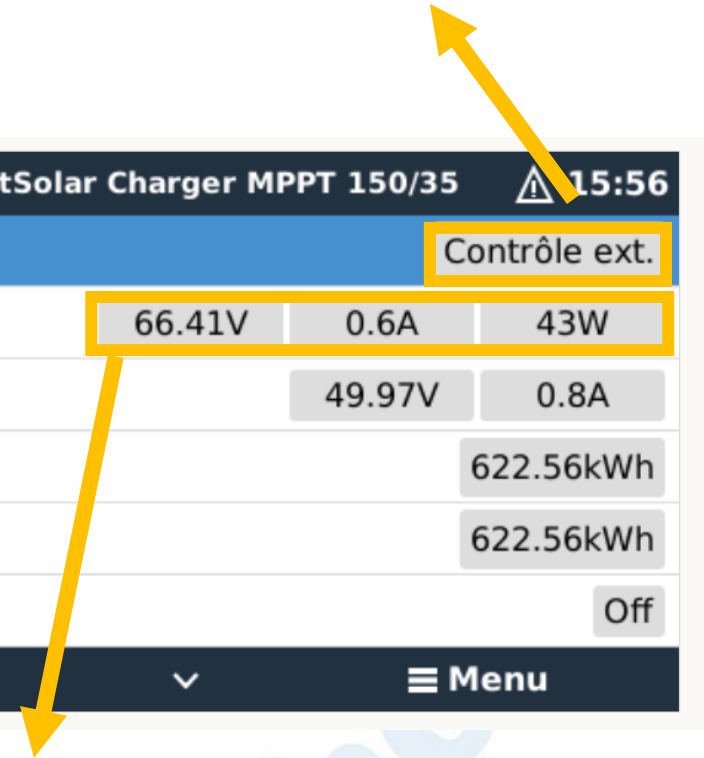 tSolar Charger MPPT 150/35 15:56
Contrôle ext.
66.41V 0.6A 43W
49.97V 0.8A
622.56kWh
622.56kWh
Off
Menu